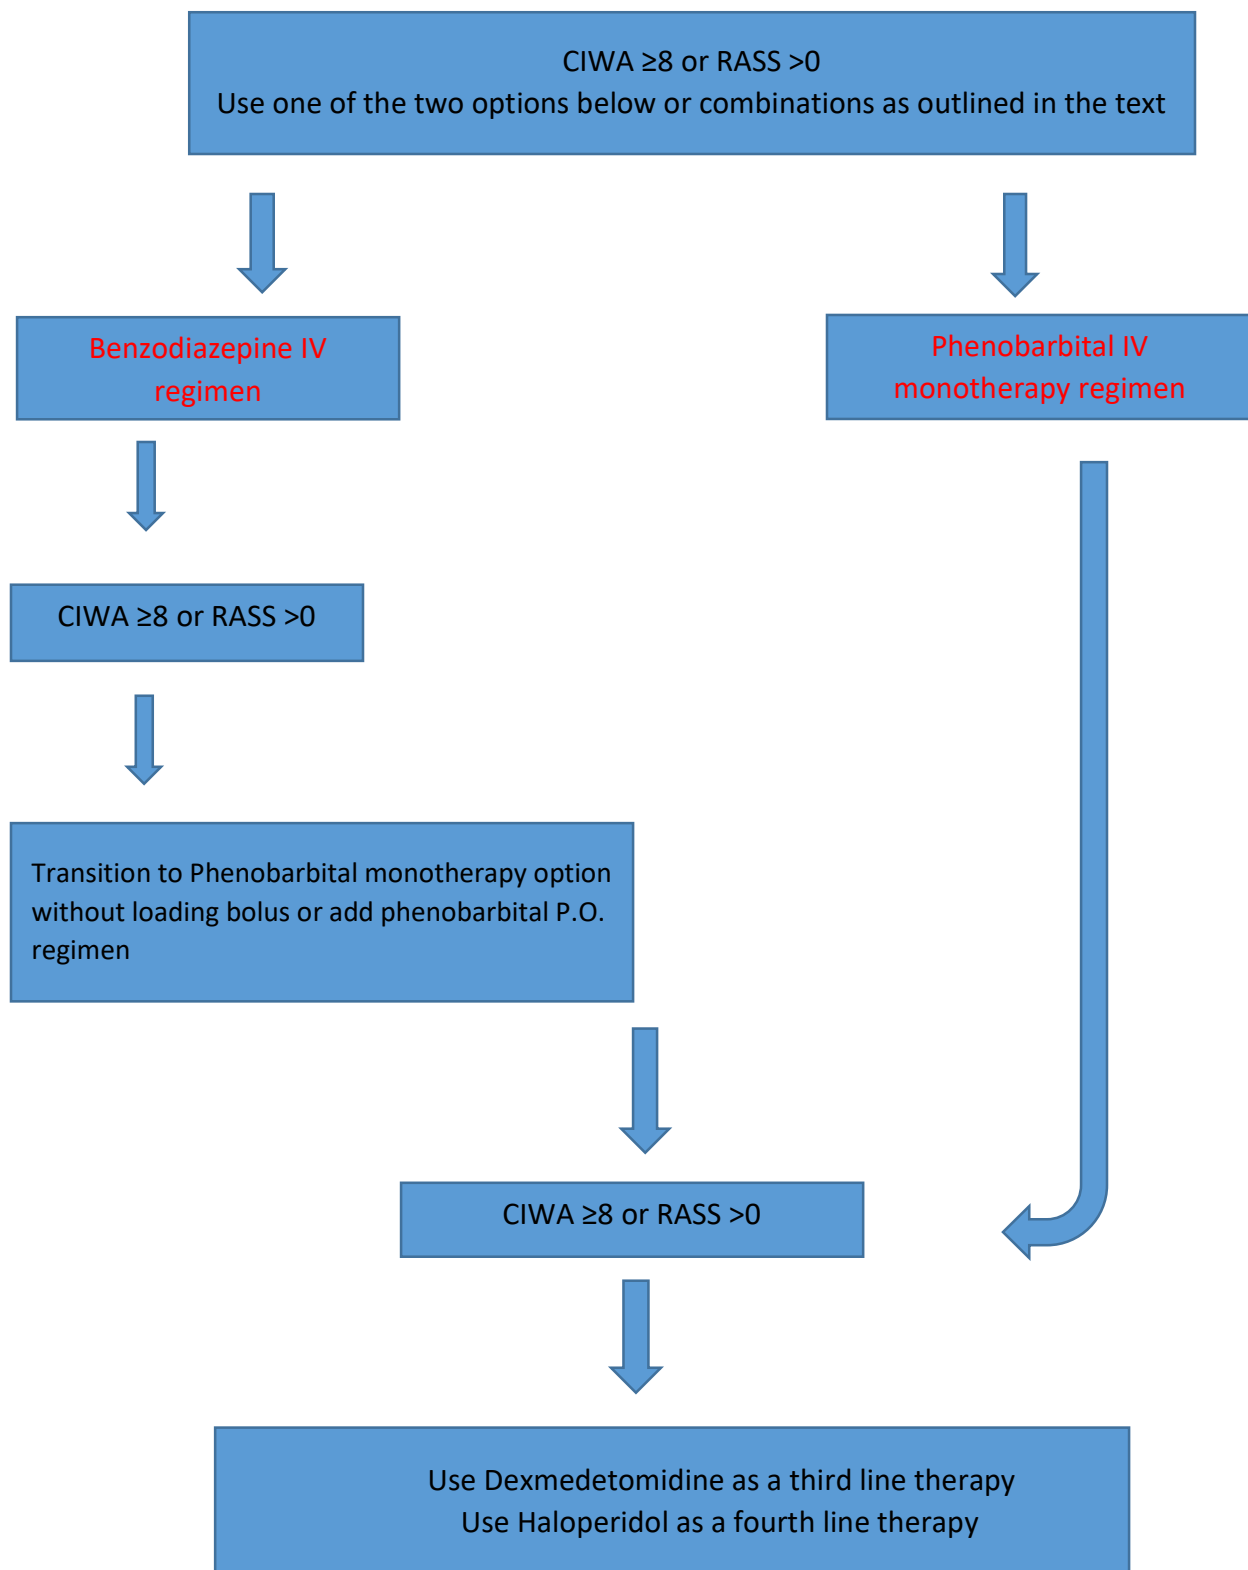 CIWA ≥8 or RASS >0
Use one of the two options below or combinations as outlined in the text
Benzodiazepine IV
regimen
Phenobarbital IV
monotherapy regimen
CIWA ≥8 or RASS >0
Transition to Phenobarbital monotherapy option
without loading bolus or add phenobarbital P.O.
regimen
CIWA ≥8 or RASS >0
Use Dexmedetomidine as a third line therapy
Use Haloperidol as a fourth line therapy